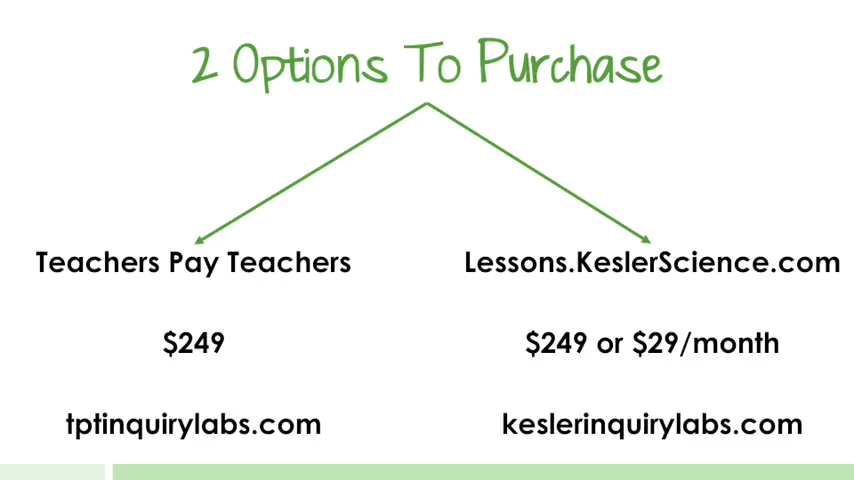 2 Options To Purchase
Teachers Pay Teachers
Lessons.KeslerScience.com
$249
$249 or $29/month
tptinquirylabs.com
keslerinquirylabs.com